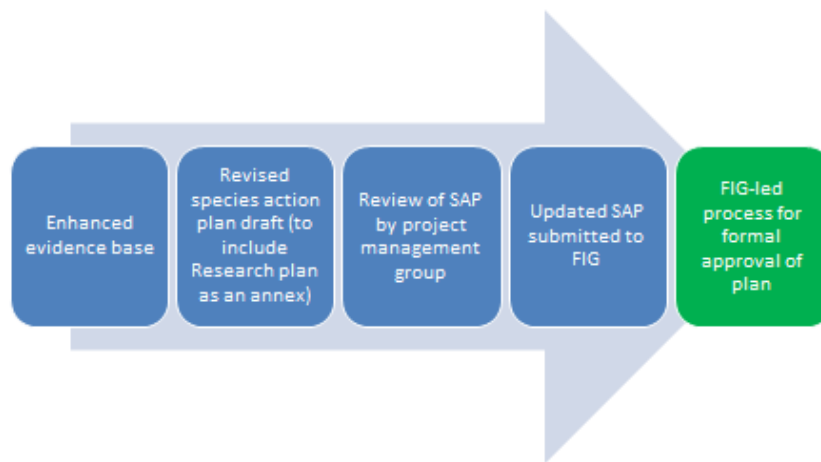 Enhanced
evidence base
Revised
species action
plan draft (to
include
Research plan
as an annex)
Review of SAP
by project
management
group
Updated SAP
submitted to
FIG
FIG-led
process for
formal
approval of
plan